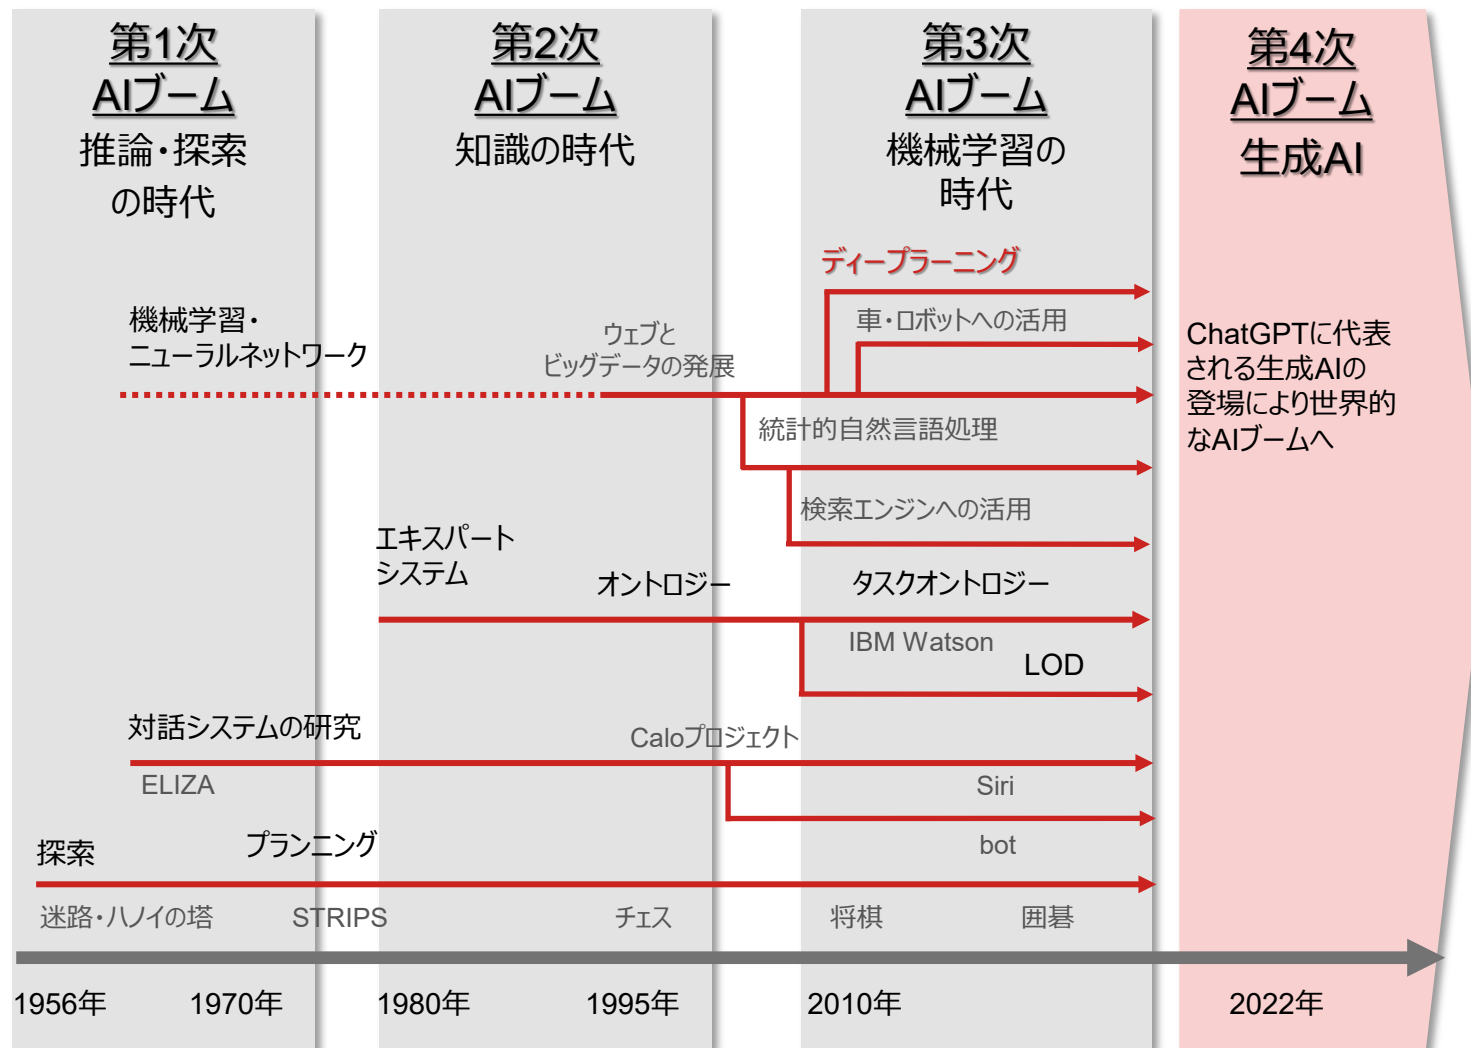 第1次
AIブーム
推論・探索
の時代
第2次
AIブーム
知識の時代
第3次
AIブーム
機械学習の
時代
第4次
AIブーム
生成AI
ディープラーニング
機械学習・
ニューラルネットワーク
ウェブと
ビッグデータの発展
車・ロボットへの活用
ChatGPTに代表
される生成AIの
登場により世界的
なAIブームへ
統計的自然言語処理
検索エンジンへの活用
エキスパート
システム
オントロジー
タスクオントロジー
IBM Watson
LOD
対話システムの研究
Caloプロジェクト
ELIZA
Siri
bot
探索
プランニング
迷路・ハノイの塔
STRIPS
チェス
将棋
囲碁
1956年
1970年
1980年
1995年
2010年
2022年